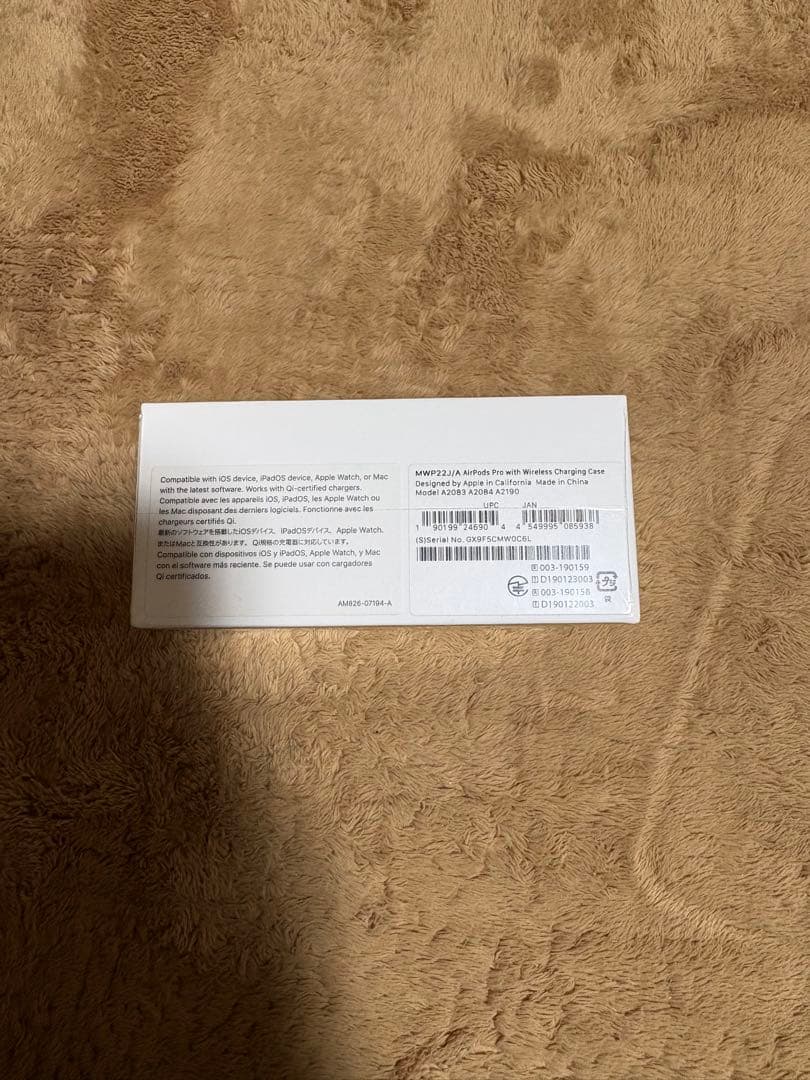 Compatible with iOS device, iPadOS device, Apple Watch, or Mac
with the latest software. Works with Qi-certified chargers.
Compatible avec les appareils iOS, iPadOS, les Apple Watch ou
les Mac disposant des derniers logiciels. Fonctionne avec les
chargeurs certifiés Qi.
最新のソフトウェアを搭載したiOSデバイス、iPadOSデバイス、Apple Watch、
またはMacと互換性があります。Qi規格の充電器に対応しています。
Compatible con dispositivos iOS y iPadOS, Apple Watch, y Mac
con el software más reciente. Se puede usar con cargadores
Qi certificados.
AM826-07194-A
MWP22J/A AirPods Pro with Wireless Charging Case
Designed by Apple in California Made in China
Model A2083 A2084 A2190
UPC JAN
1 90199 24690 4 4 549995 085938
(S)Serial No. GX9F5CMW0C6L
R 003-190159
T D190123003
R 003-190158
T D190122003
プラ
袋